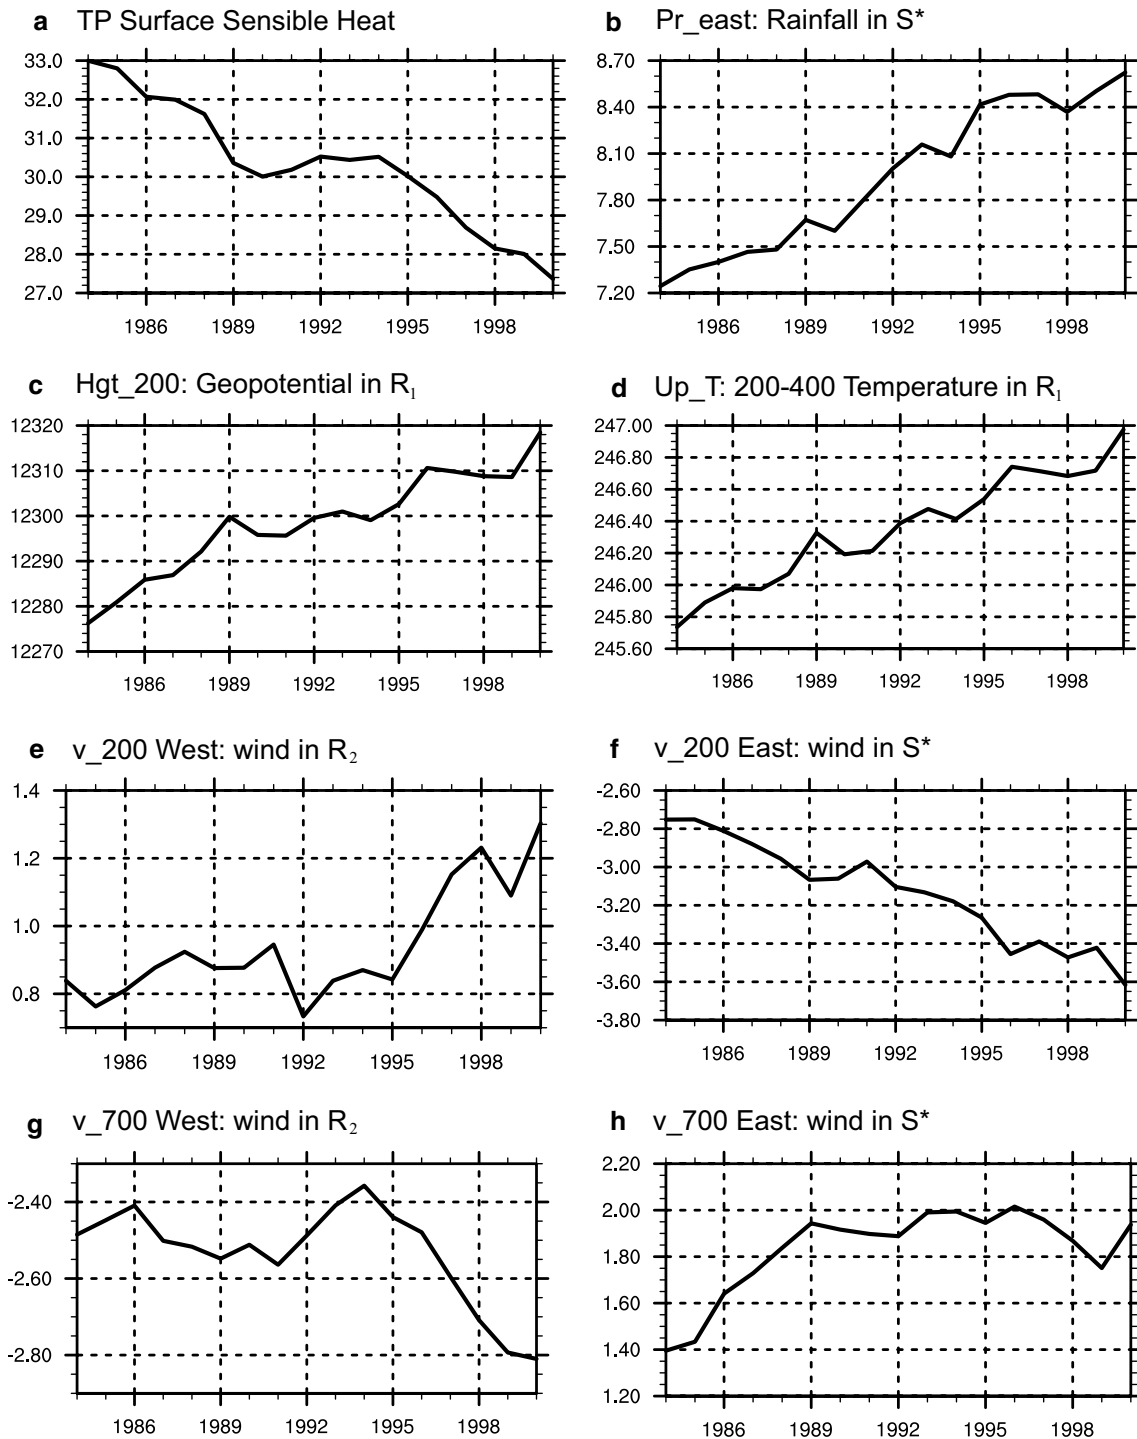 a TP Surface Sensible Heat
33.0
32.0
31.0
30.0
29.0
28.0
27.0
1986 1989 1992 1995 1998
b Pr_east: Rainfall in S*
8.70
8.40
8.10
7.80
7.50
7.20
1986 1989 1992 1995 1998
c Hgt_200: Geopotential in R₁
12320
12310
12300
12290
12280
12270
1986 1989 1992 1995 1998
d Up_T: 200-400 Temperature in R₁
247.00
246.80
246.60
246.40
246.20
246.00
245.80
245.60
1986 1989 1992 1995 1998
e v_200 West: wind in R₂
1.4
1.2
1.0
0.8
1986 1989 1992 1995 1998
f v_200 East: wind in S*
-2.60
-2.80
-3.00
-3.20
-3.40
-3.60
-3.80
1986 1989 1992 1995 1998
g v_700 West: wind in R₂
-2.40
-2.60
-2.80
1986 1989 1992 1995 1998
h v_700 East: wind in S*
2.20
2.00
1.80
1.60
1.40
1.20
1986 1989 1992 1995 1998